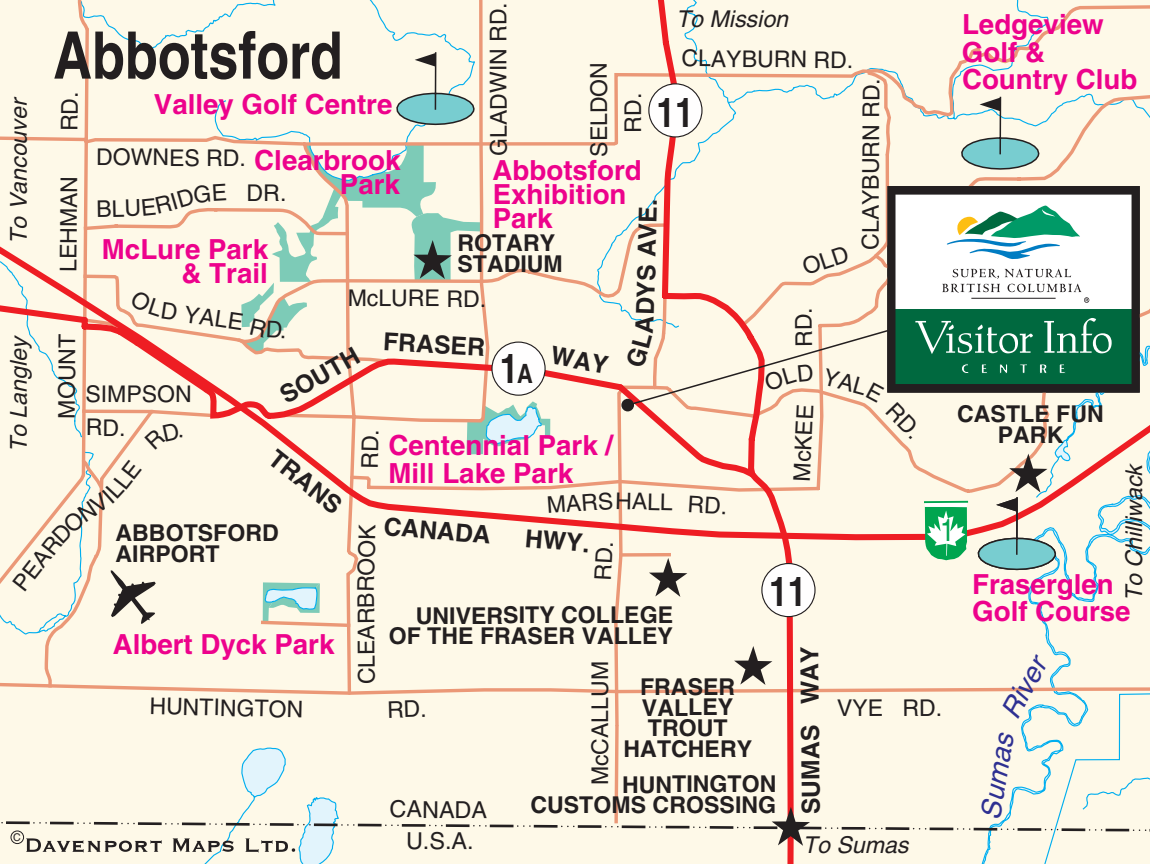 Abbotsford
Valley Golf Centre
GLADWIN RD.
SELDON
RD.
To Mission
CLAYBURN RD.
Ledgeview
Golf &
Country Club
11
To Vancouver
LEHMAN
RD.
DOWNES RD.
BLUERIDGE DR.
Clearbrook
Park
Abbotsford
Exhibition
Park
ROTARY
STADIUM
McLure Park
& Trail
OLD YALE RD.
McLURE RD.
GLADYS AVE.
CLAYBURN RD.
OLD
SUPER, NATURAL
BRITISH COLUMBIA
®
Visitor Info
CENTRE
To Langley
MOUNT
SIMPSON
RD.
SOUTH
FRASER
1A
WAY
RD.
McKEE
OLD YALE RD.
CASTLE FUN
PARK
PEARDONVILLE RD.
TRANS
CANADA HWY.
RD.
CLEARBROOK
Centennial Park /
Mill Lake Park
MARSHALL RD.
1
To Chilliwack
ABBOTSFORD
AIRPORT
Albert Dyck Park
RD.
McCALLUM
UNIVERSITY COLLEGE
OF THE FRASER VALLEY
11
Fraserglen
Golf Course
HUNTINGTON RD.
FRASER
VALLEY
TROUT
HATCHERY
SUMAS WAY
VYE RD.
Sumas River
HUNTINGTON
CUSTOMS CROSSING
CANADA
U.S.A.
To Sumas
©DAVENPORT MAPS LTD.